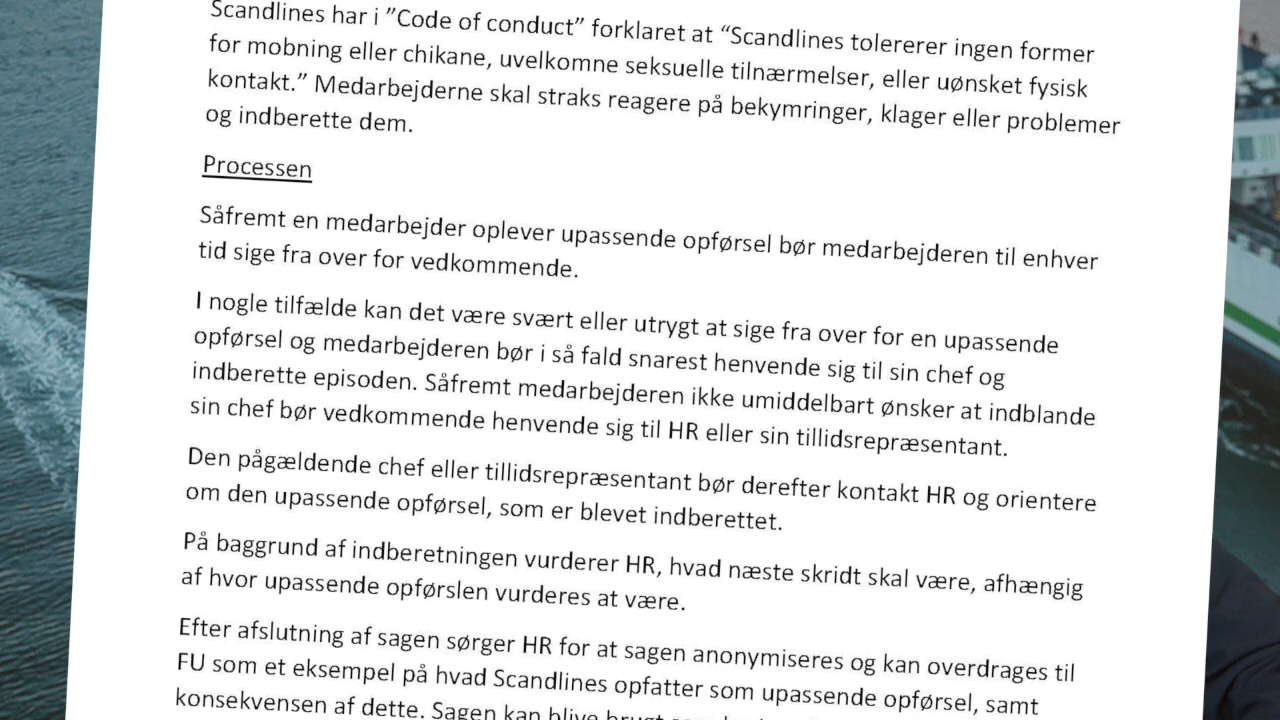 Scandlines har i ”Code of conduct” forklaret at “Scandlines tolererer ingen former
for mobning eller chikane, uvelkomne seksuelle tilnærmelser, eller uønsket fysisk
kontakt.” Medarbejderne skal straks reagere på bekymringer, klager eller problemer
og indberette dem.
Processen
Såfremt en medarbejder oplever upassende opførsel bør medarbejderen til enhver
tid sige fra over for vedkommende.
I nogle tilfælde kan det være svært eller utrygt at sige fra over for en upassende
opførsel og medarbejderen bør i så fald snarest henvende sig til sin chef og
indberette episoden. Såfremt medarbejderen ikke umiddelbart ønsker at indblande
sin chef bør vedkommende henvende sig til HR eller sin tillidsrepræsentant.
Den pågældende chef eller tillidsrepræsentant bør derefter kontakt HR og orientere
om den upassende opførsel, som er blevet indberettet.
På baggrund af indberetningen vurderer HR, hvad næste skridt skal være, afhængig
af hvor upassende opførslen vurderes at være.
Efter afslutning af sagen sørger HR for at sagen anonymiseres og kan overdrages til
FU som et eksempel på hvad Scandlines opfatter som upassende opførsel, samt
konsekvensen af dette. Sagen kan blive brugt